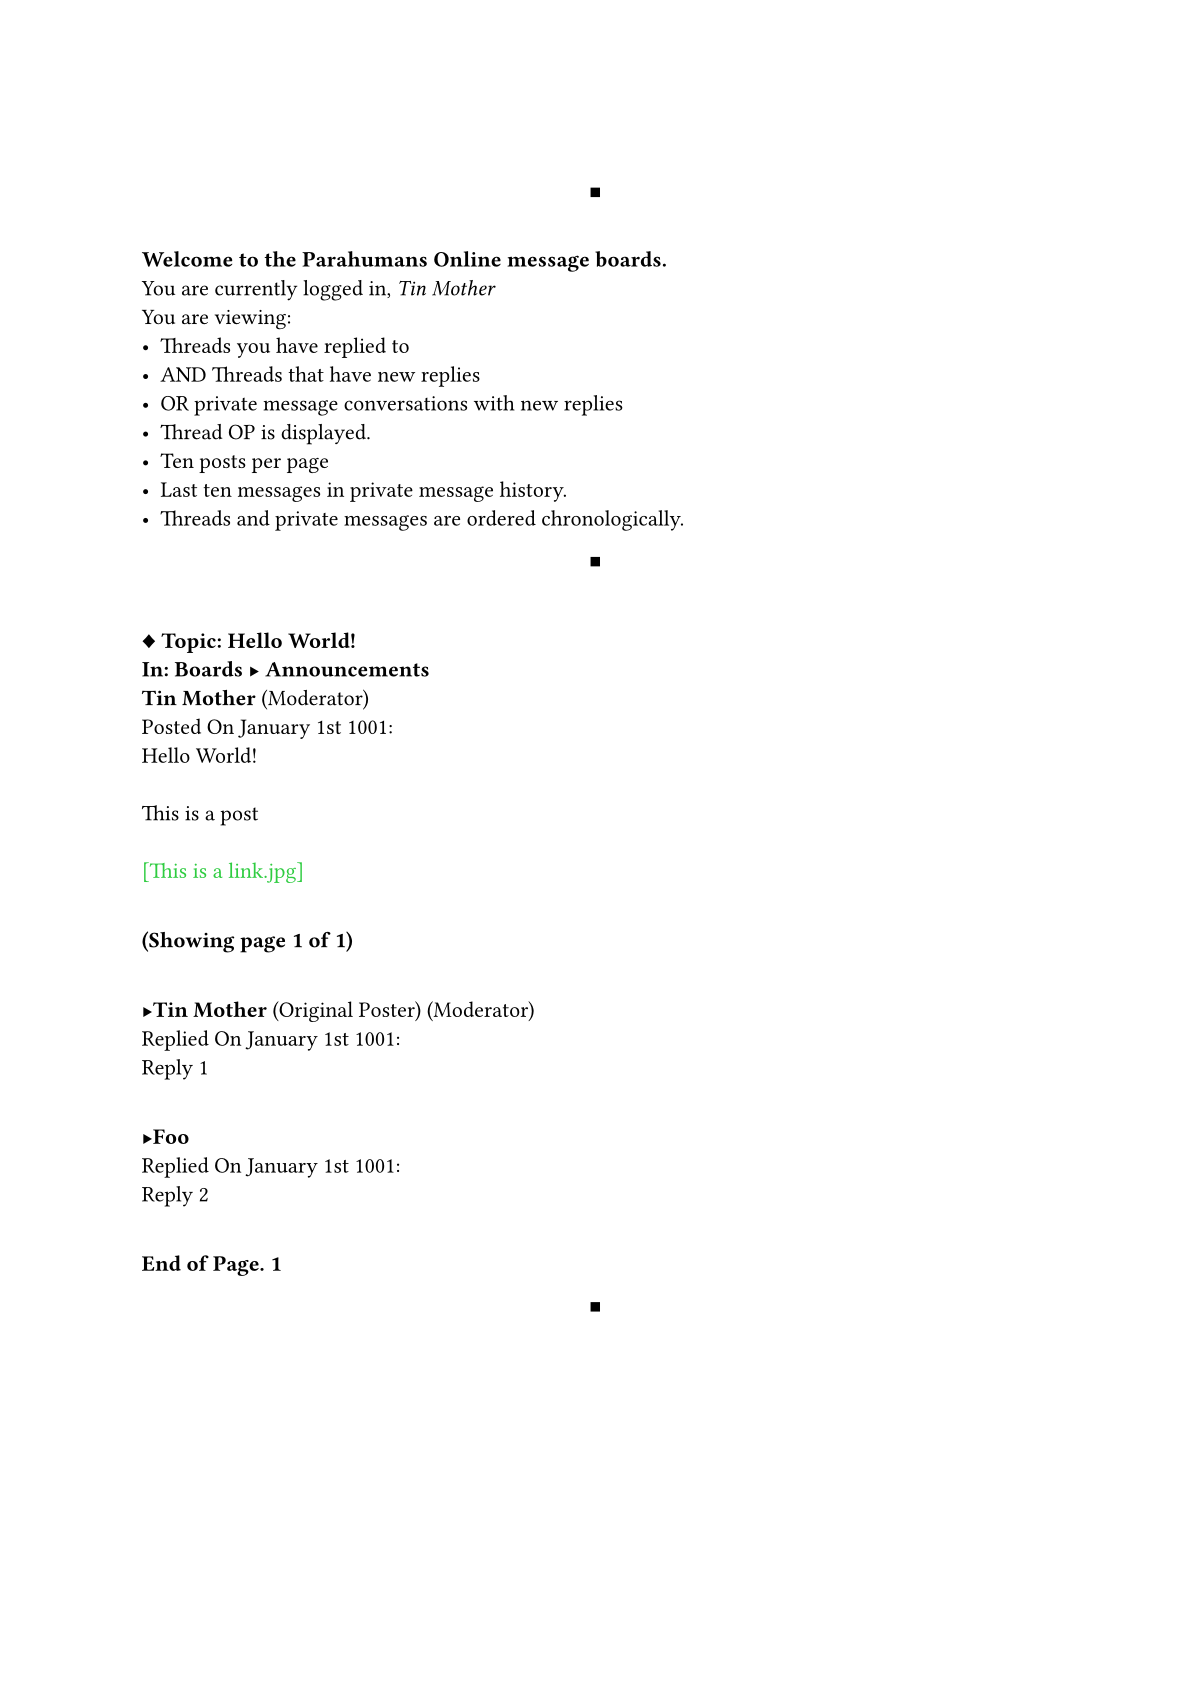 ■
Welcome to the Parahumans Online message boards.
You are currently logged in, Tin Mother
You are viewing:
• Threads you have replied to
• AND Threads that have new replies
• OR private message conversations with new replies
• Thread OP is displayed.
• Ten posts per page
• Last ten messages in private message history.
• Threads and private messages are ordered chronologically.
■
♦ Topic: Hello World!
In: Boards ▸ Announcements
Tin Mother (Moderator)
Posted On January 1st 1001:
Hello World!
This is a post
[This is a link.jpg]
(Showing page 1 of 1)
▸Tin Mother (Original Poster) (Moderator)
Replied On January 1st 1001:
Reply 1
▸Foo
Replied On January 1st 1001:
Reply 2
End of Page. 1
■